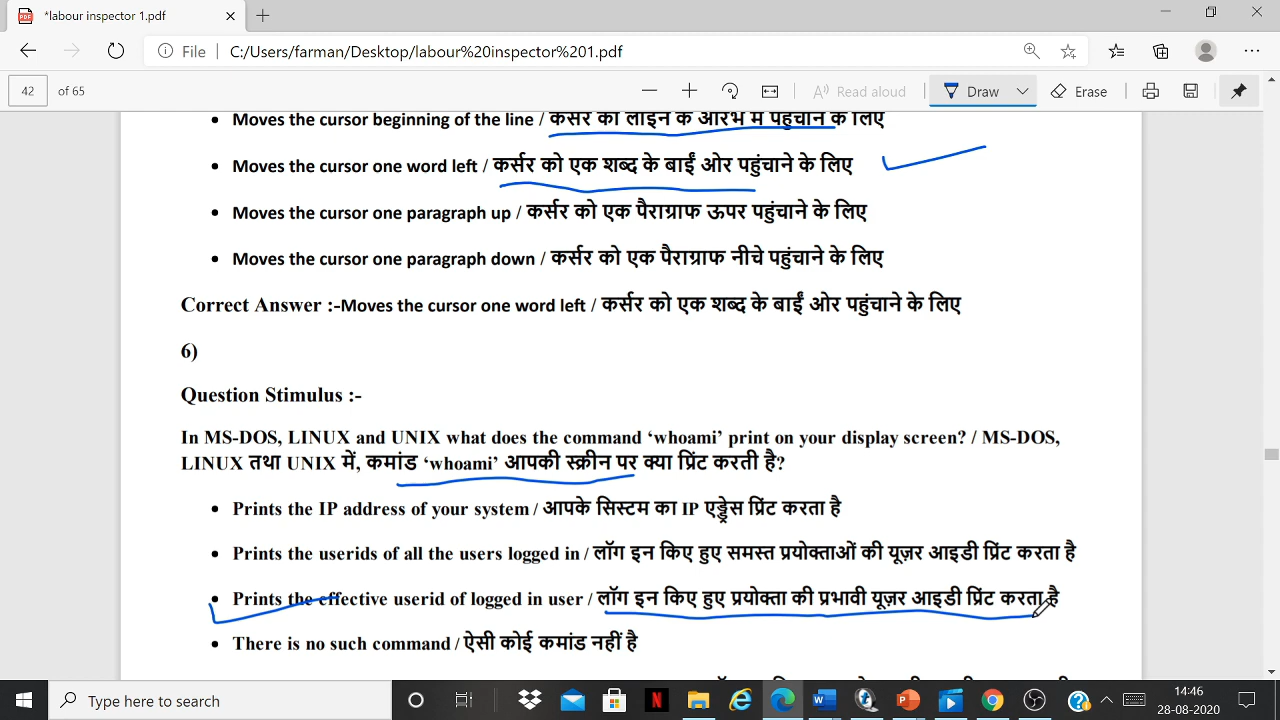 *labour inspector 1.pdf
File C:/Users/farman/Desktop/labour%20inspector%201.pdf
42 of 65 Read aloud Draw Erase
Moves the cursor beginning of the line / कर्सर को लाइन के आरंभ में पहुंचाने के लिए
Moves the cursor one word left / कर्सर को एक शब्द के बाईं ओर पहुंचाने के लिए
Moves the cursor one paragraph up / कर्सर को एक पैराग्राफ ऊपर पहुंचाने के लिए
Moves the cursor one paragraph down / कर्सर को एक पैराग्राफ नीचे पहुंचाने के लिए
Correct Answer :-Moves the cursor one word left / कर्सर को एक शब्द के बाईं ओर पहुंचाने के लिए
6)
Question Stimulus :-
In MS-DOS, LINUX and UNIX what does the command ‘whoami’ print on your display screen? / MS-DOS,
LINUX तथा UNIX में, कमांड ‘whoami’ आपकी स्क्रीन पर क्या प्रिंट करती है?
Prints the IP address of your system / आपके सिस्टम का IP एड्ड्रेस प्रिंट करता है
Prints the userids of all the users logged in / लॉग इन किए हुए समस्त प्रयोक्ताओं की यूज़र आइडी प्रिंट करता है
Prints the effective userid of logged in user / लॉग इन किए हुए प्रयोक्ता की प्रभावी यूज़र आइडी प्रिंट करता है
There is no such command / ऐसी कोई कमांड नहीं है
Type here to search
14:46
28-08-2020